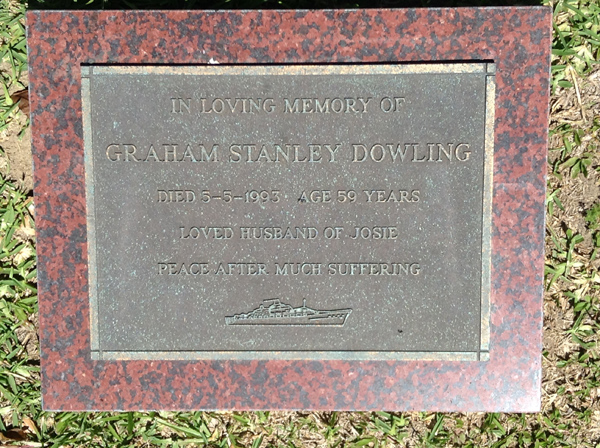 IN LOVING MEMORY OF
GRAHAM STANLEY DOWLING
DIED 5-5-1993 AGE 59 YEARS
LOVED HUSBAND OF JOSIE
PEACE AFTER MUCH SUFFERING